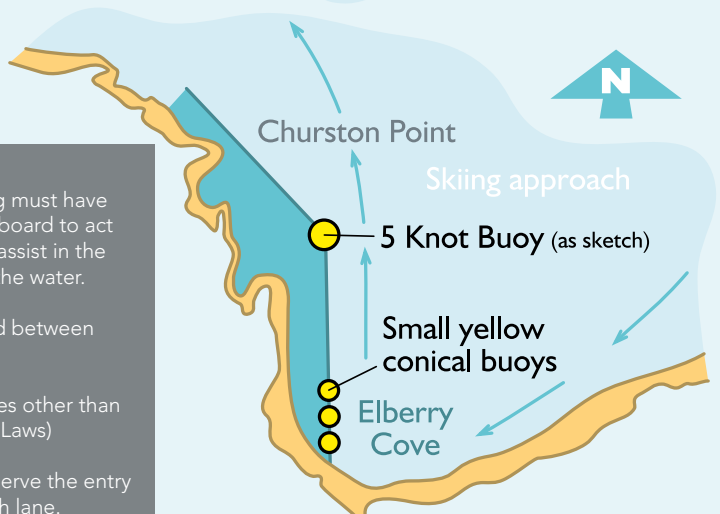 N
Churston Point
Skiing approach
5 Knot Buoy (as sketch)
Small yellow
conical buoys
Elberry
Cove
g must have
board to act
assist in the
he water.
d between
es other than
Laws)
erve the entry
h lane.